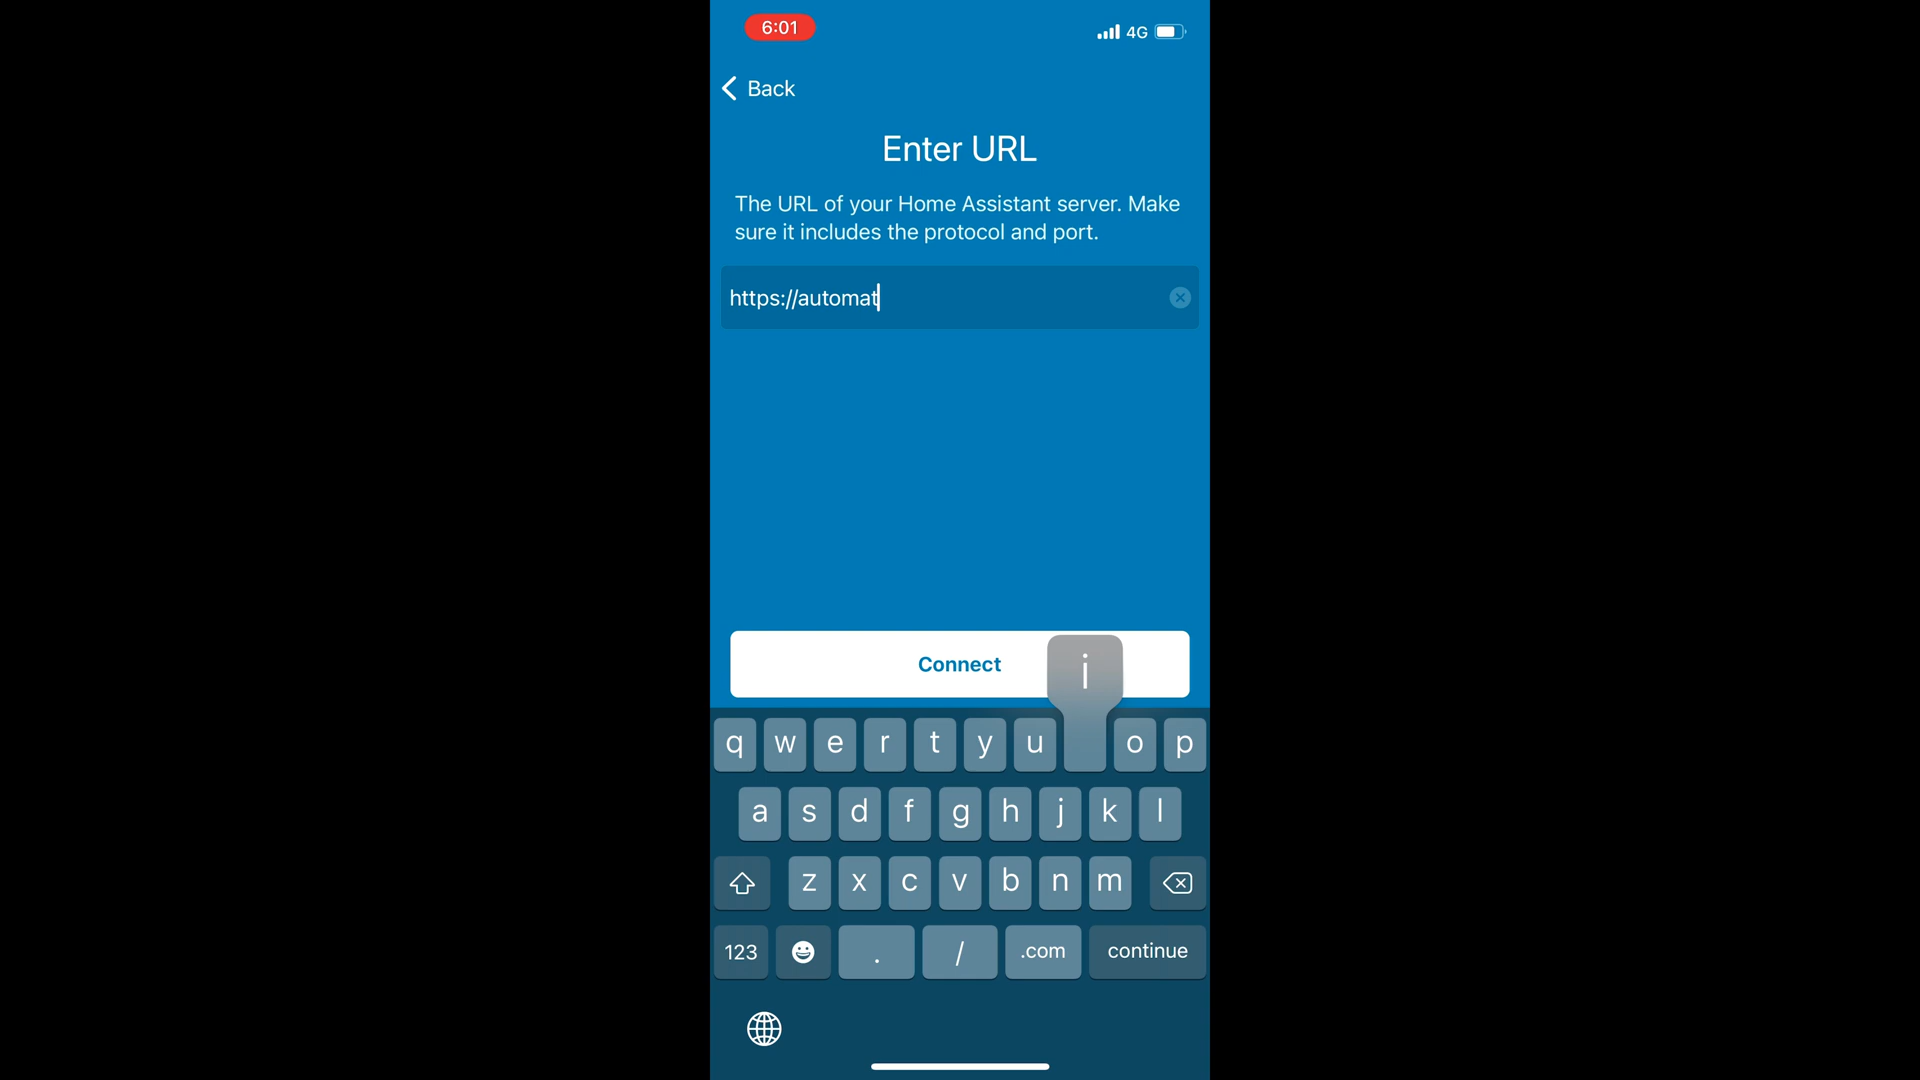 6:01
4G
Back
Enter URL
The URL of your Home Assistant server. Make
sure it includes the protocol and port.
https://automat
Connect
i
q w e r t y u o p
a s d f g h j k l
z x c v b n m
123 . / .com continue